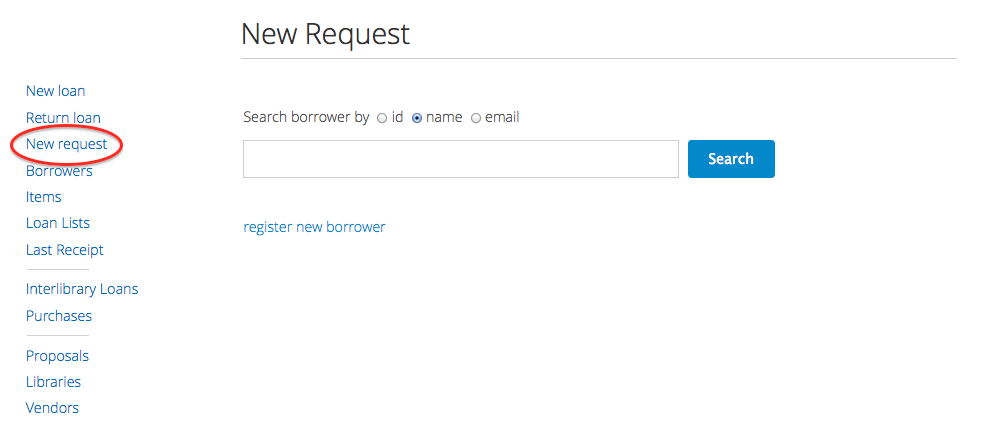 New Request
New loan
Return loan
New request
Borrowers
Items
Loan Lists
Last Receipt
Interlibrary Loans
Purchases
Proposals
Libraries
Vendors
Search borrower by id name email
Search
register new borrower